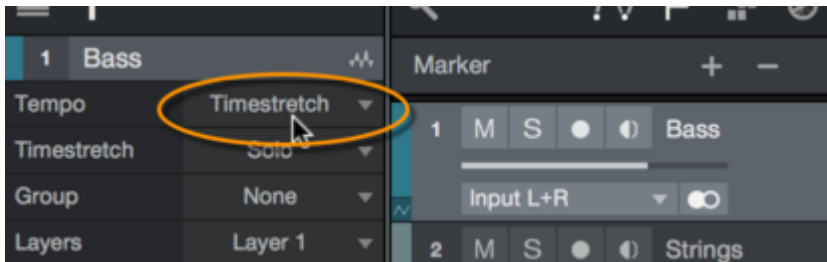 1 Bass
Tempo Timestretch
Timestretch Solo
Group None
Layers Layer 1
Marker + −
1 M S Bass
Input L+R
2 M S Strings